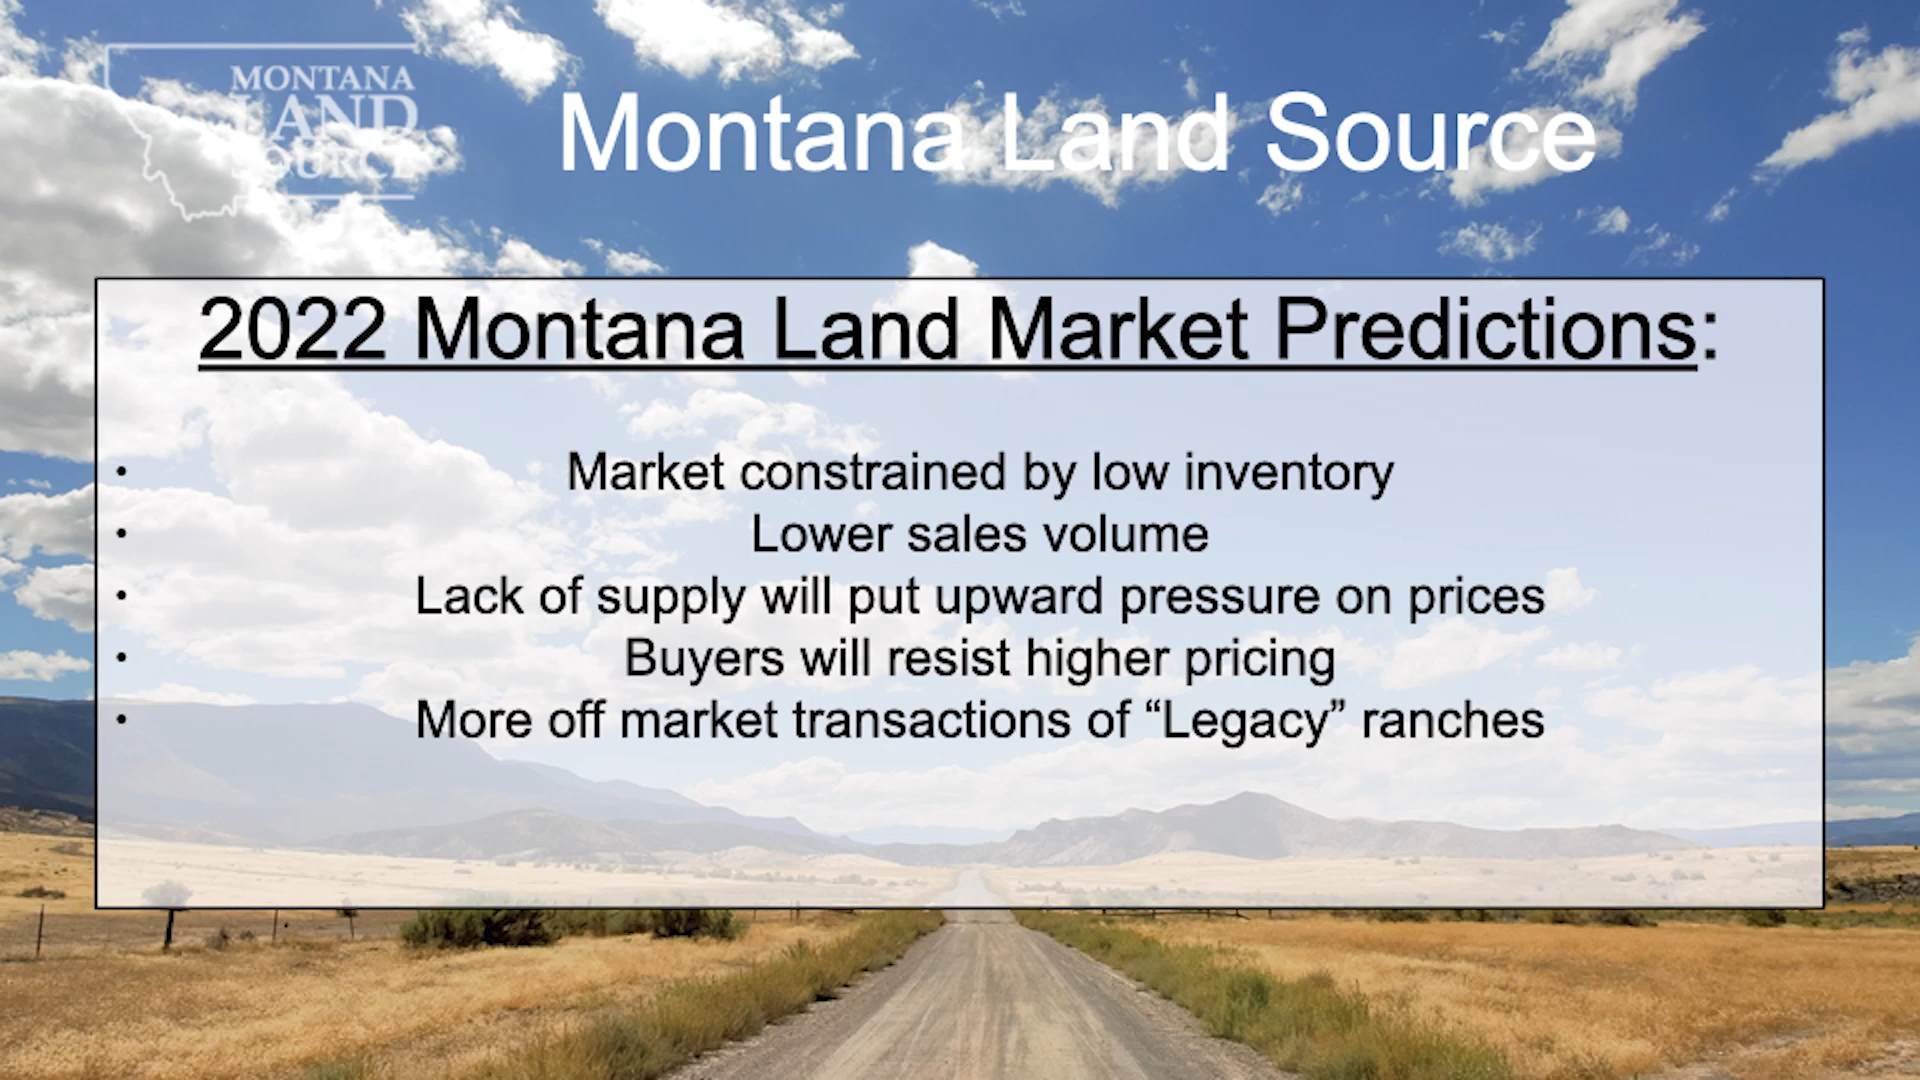 MONTANA
LAND
SOURCE
Montana Land Source
2022 Montana Land Market Predictions:
• Market constrained by low inventory
• Lower sales volume
• Lack of supply will put upward pressure on prices
• Buyers will resist higher pricing
• More off market transactions of “Legacy” ranches